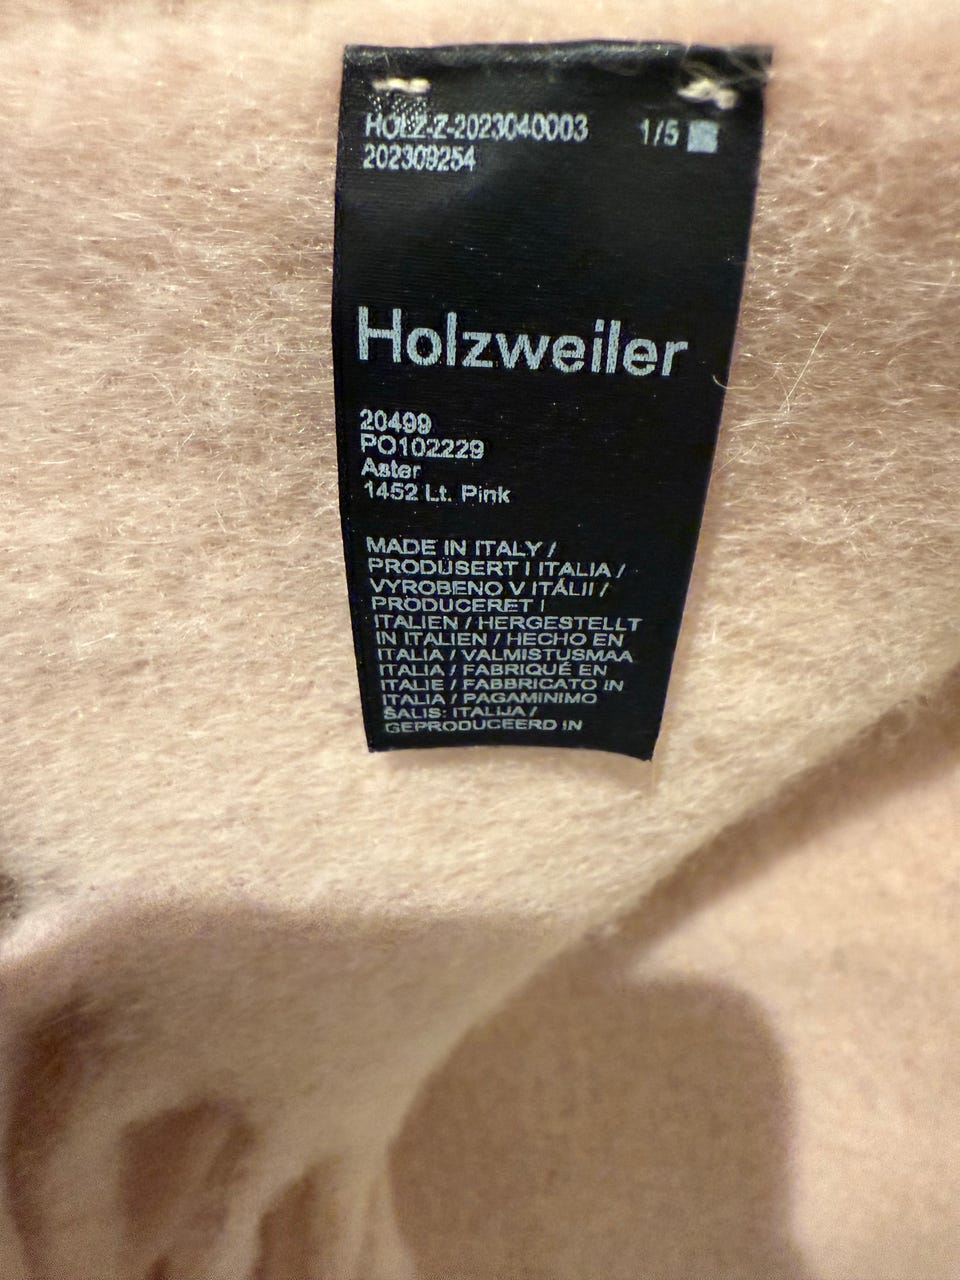 HOLZ-Z-2023040003 1/5
202309254
Holzweiler
20499
PO102229
Aster
1452 Lt. Pink
MADE IN ITALY /
PRODUSERT I ITALIA /
VYROBENO V ITÁLII /
PRODUCERET I
ITALIEN / HERGESTELLT
IN ITALIEN / HECHO EN
ITALIA / VALMISTUSMAA
ITALIA / FABRIQUÉ EN
ITALIE / FABBRICATO IN
ITALIA / PAGAMINIMO
ŠALIS: ITALIJA /
GEPRODUCEERD IN